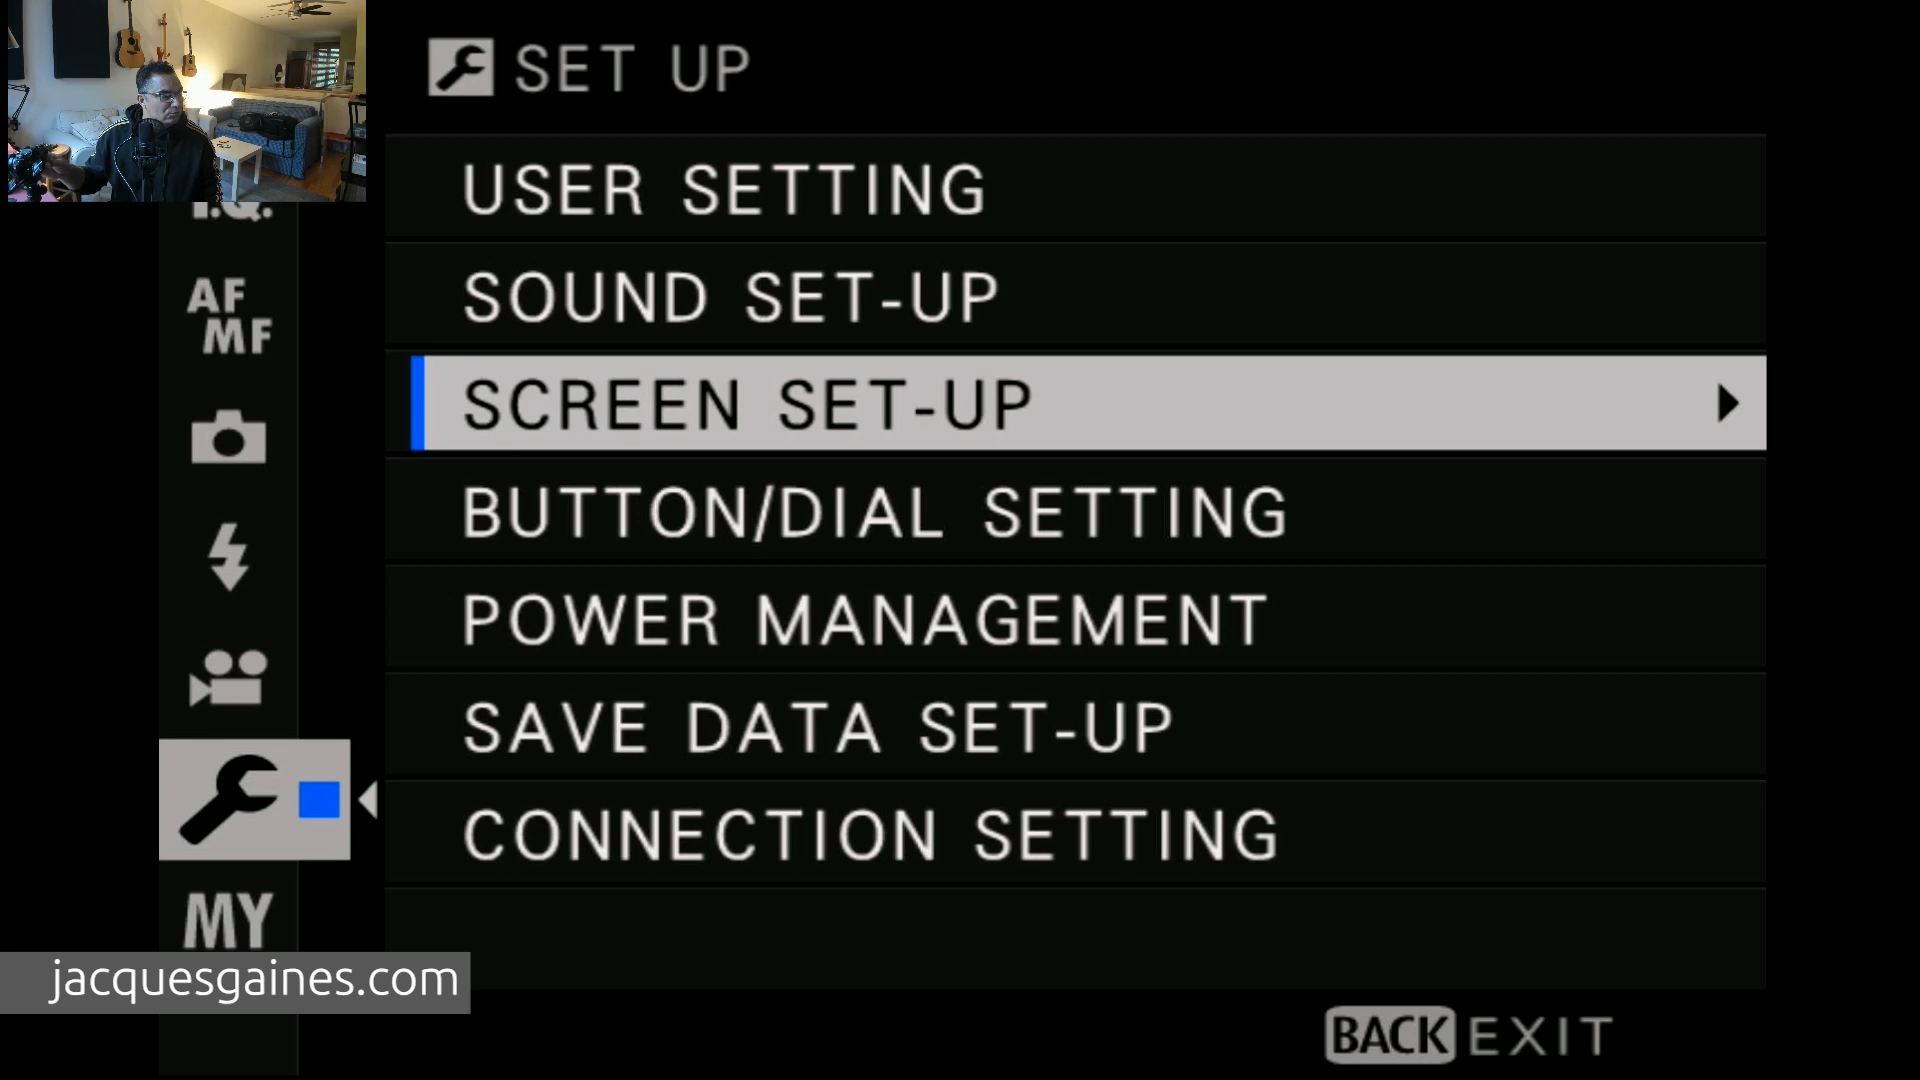 SET UP
USER SETTING
SOUND SET-UP
SCREEN SET-UP
BUTTON/DIAL SETTING
POWER MANAGEMENT
SAVE DATA SET-UP
CONNECTION SETTING
I.Q.
AF
MF
MY
jacquesgaines.com
BACK EXIT